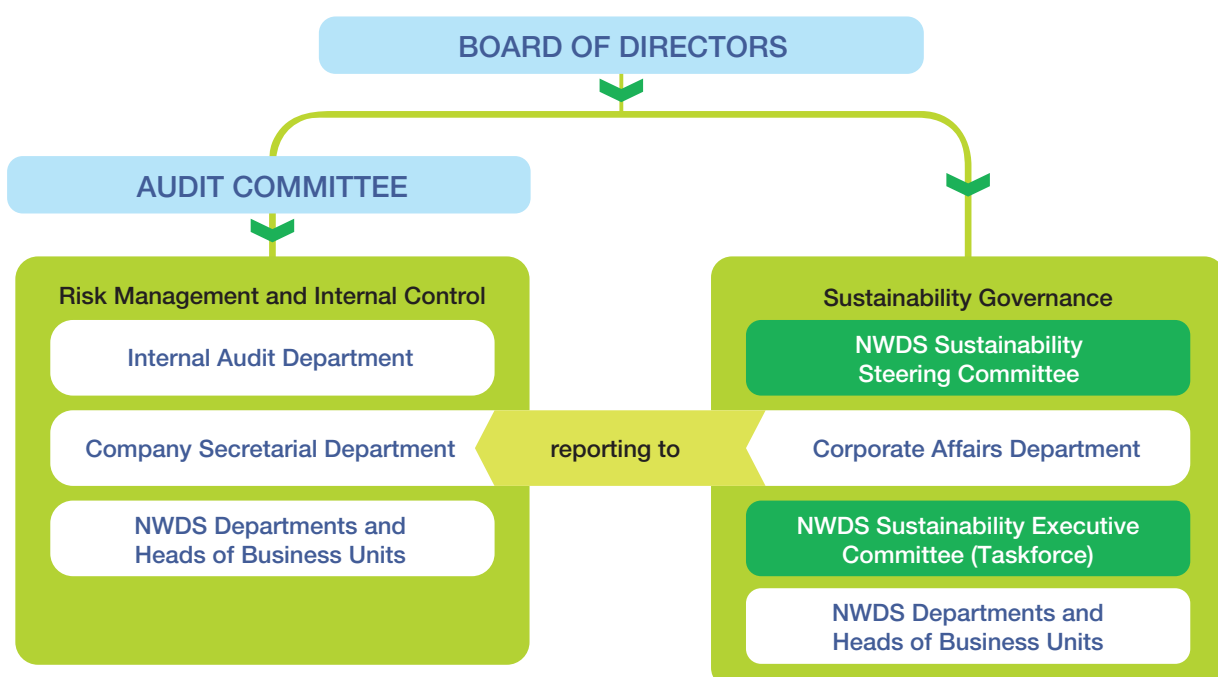 BOARD OF DIRECTORS
AUDIT COMMITTEE
Risk Management and Internal Control
Internal Audit Department
Company Secretarial Department
NWDS Departments and
Heads of Business Units
reporting to
Sustainability Governance
NWDS Sustainability
Steering Committee
Corporate Affairs Department
NWDS Sustainability Executive
Committee (Taskforce)
NWDS Departments and
Heads of Business Units